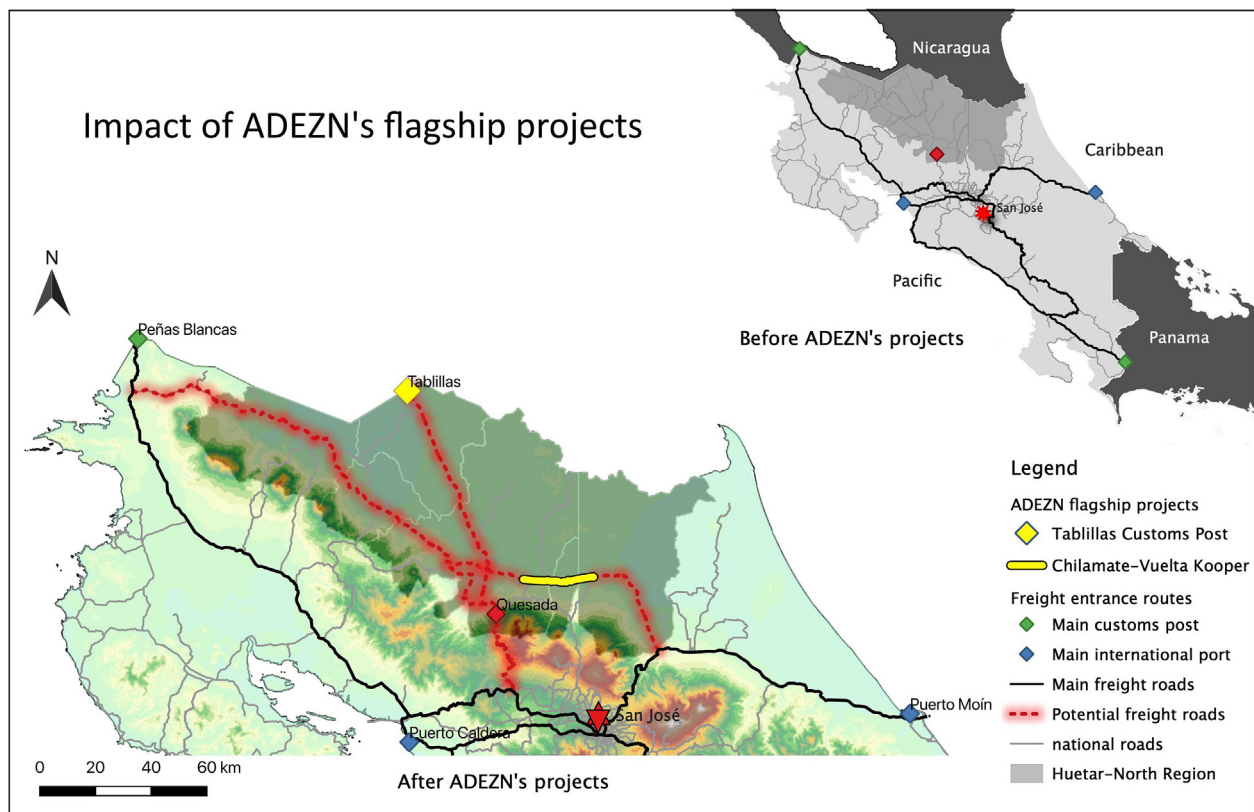 Impact of ADEZN's flagship projects
Nicaragua
Caribbean
San José
Pacific
Panama
Before ADEZN's projects
N
Peñas Blancas
Tablillas
Quesada
San José
Puerto Moín
Puerto Caldera
0 20 40 60 km
After ADEZN's projects
Legend
ADEZN flagship projects
Tablillas Customs Post
Chilamate-Vuelta Kooper
Freight entrance routes
Main customs post
Main international port
Main freight roads
Potential freight roads
national roads
Huetar-North Region